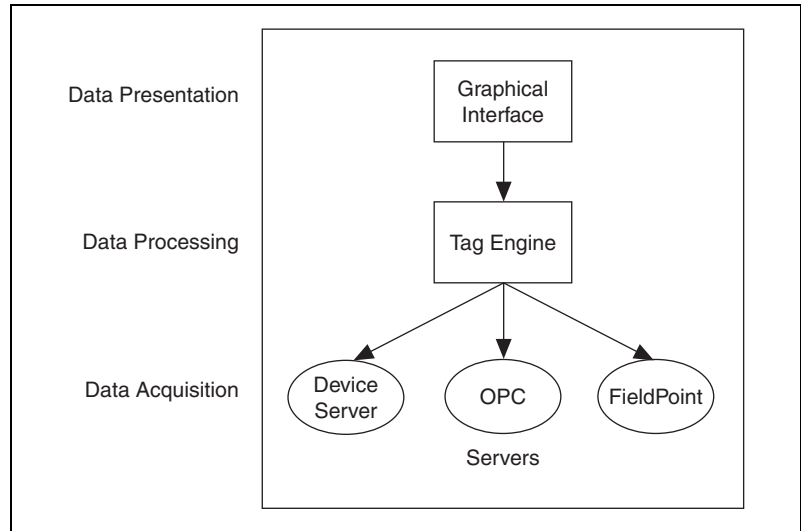 Data Presentation
Graphical
Interface
Data Processing
Tag Engine
Data Acquisition
Device
Server
OPC
FieldPoint
Servers